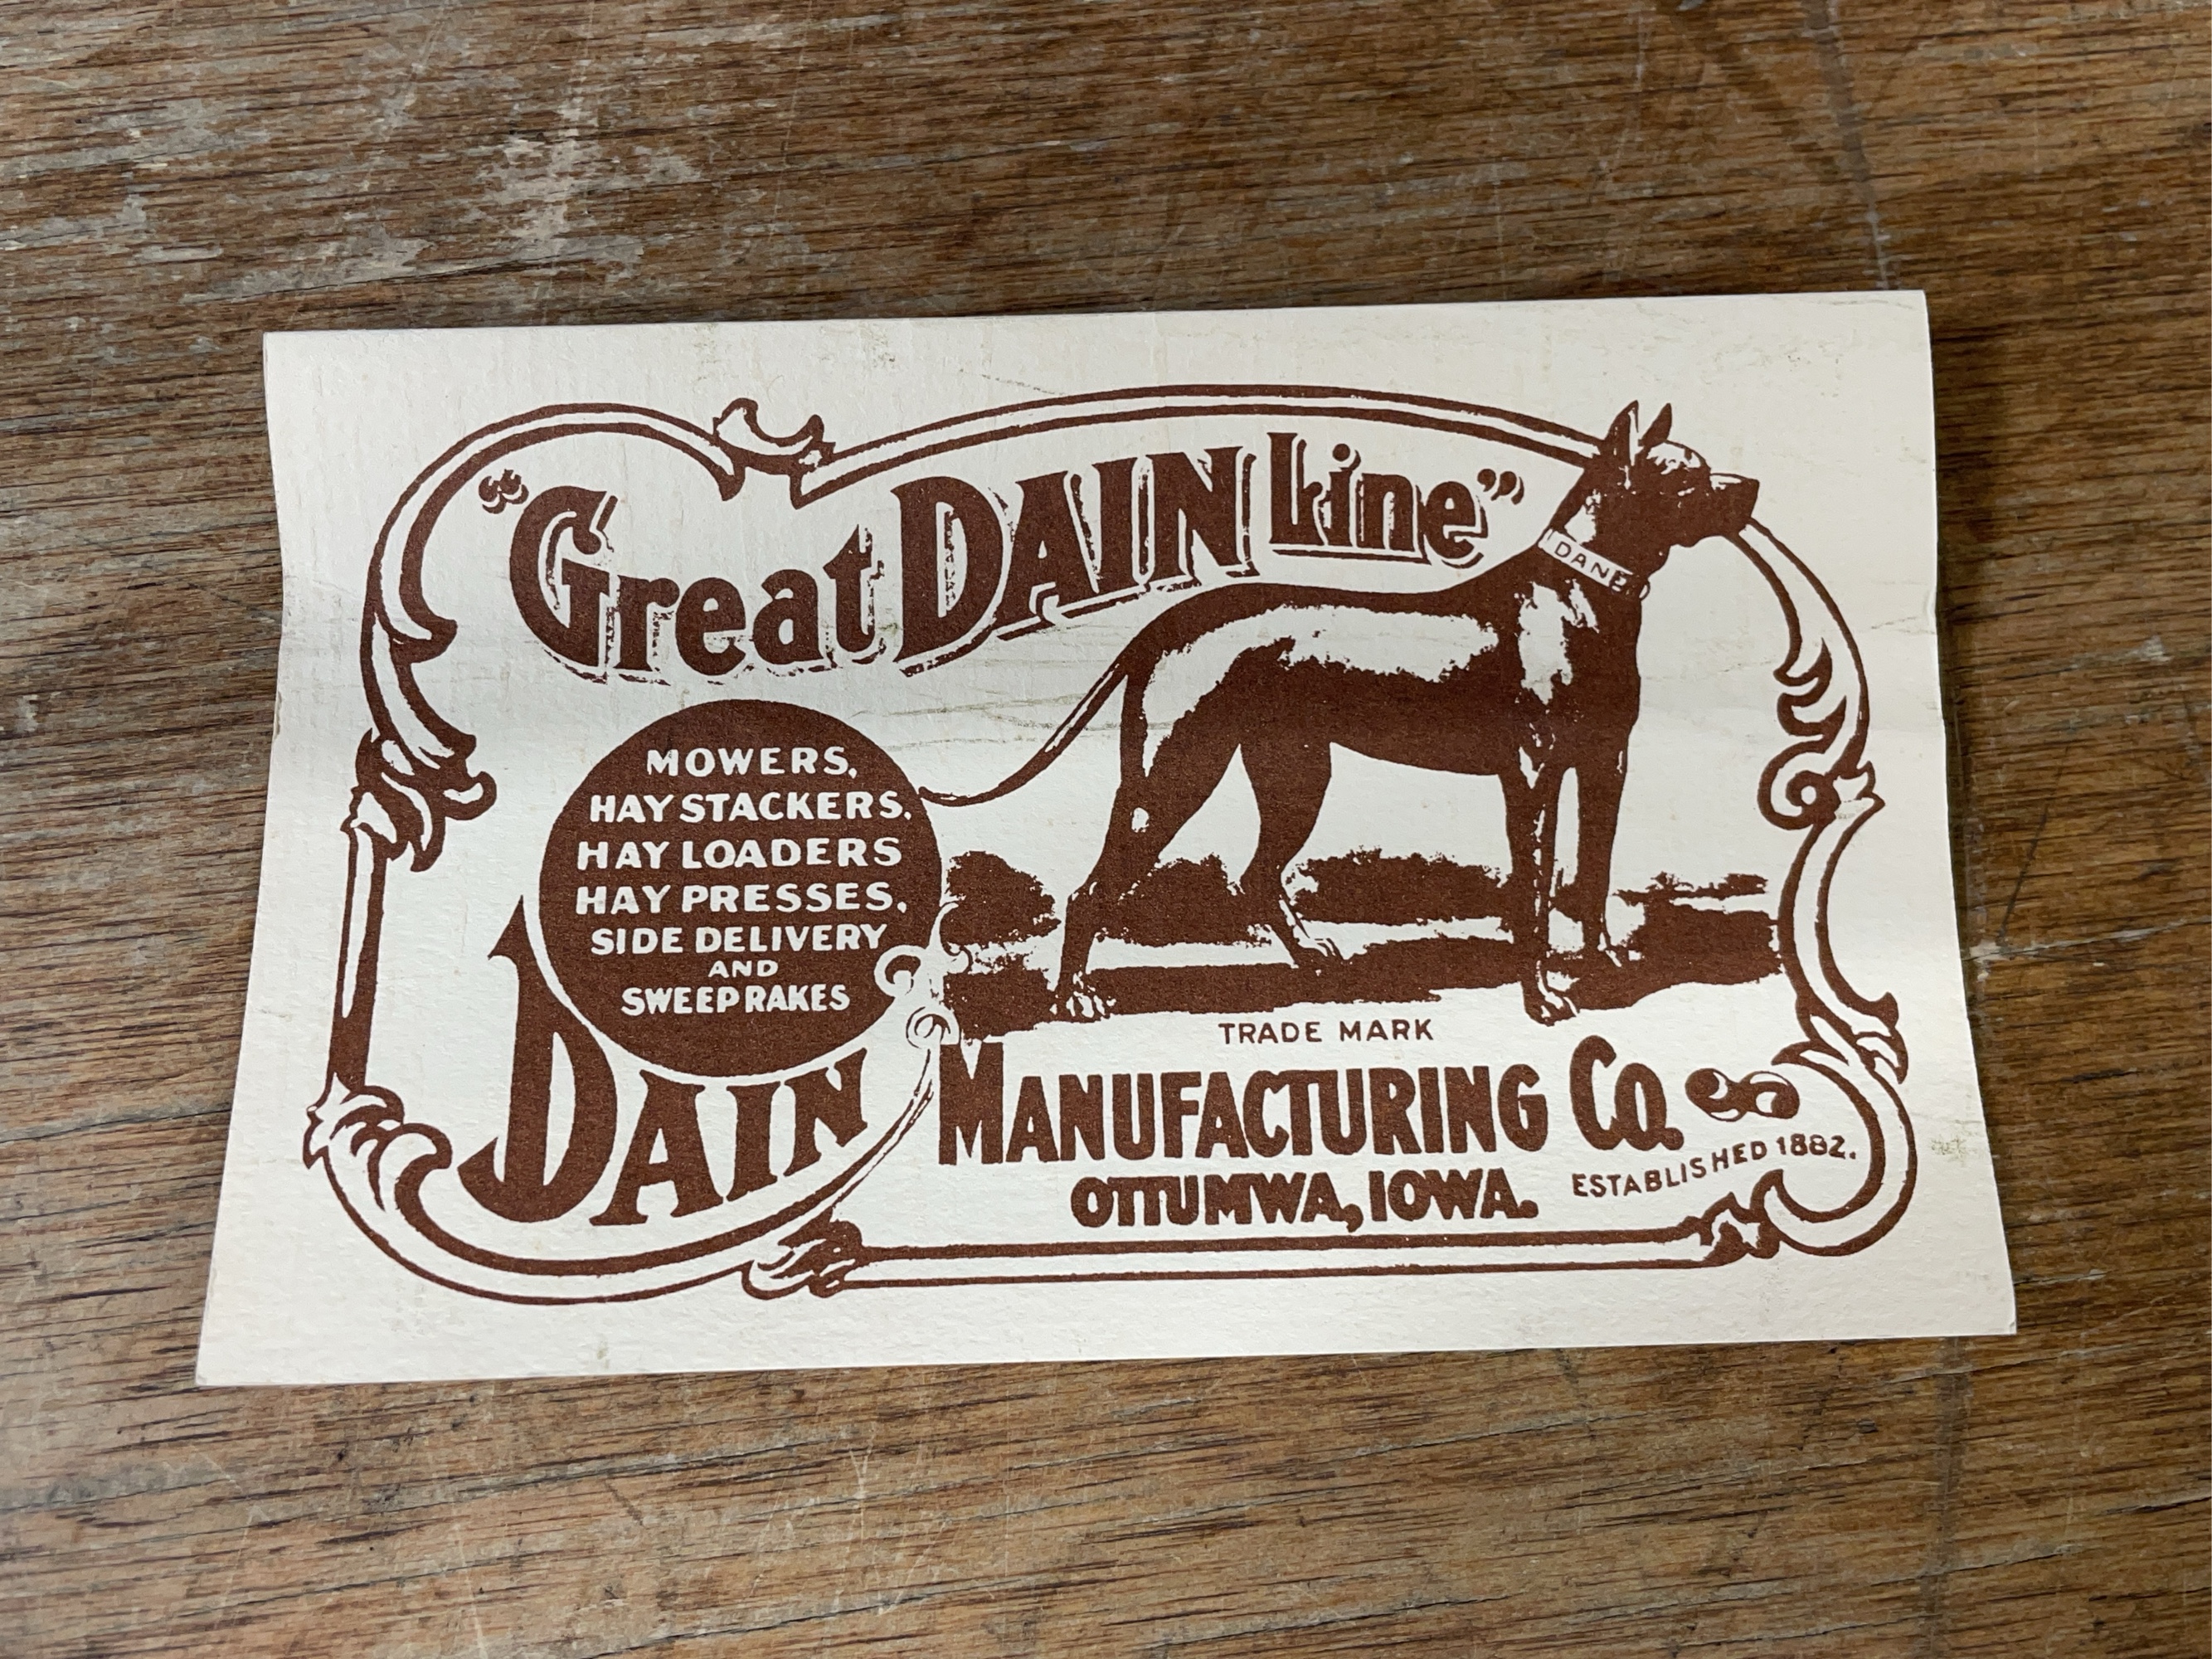 "Great DAIN Line"
DANE
MOWERS,
HAY STACKERS,
HAY LOADERS
HAY PRESSES,
SIDE DELIVERY
AND
SWEEP RAKES
TRADE MARK
DAIN MANUFACTURING CO.
OTTUMWA, IOWA.
ESTABLISHED 1882.